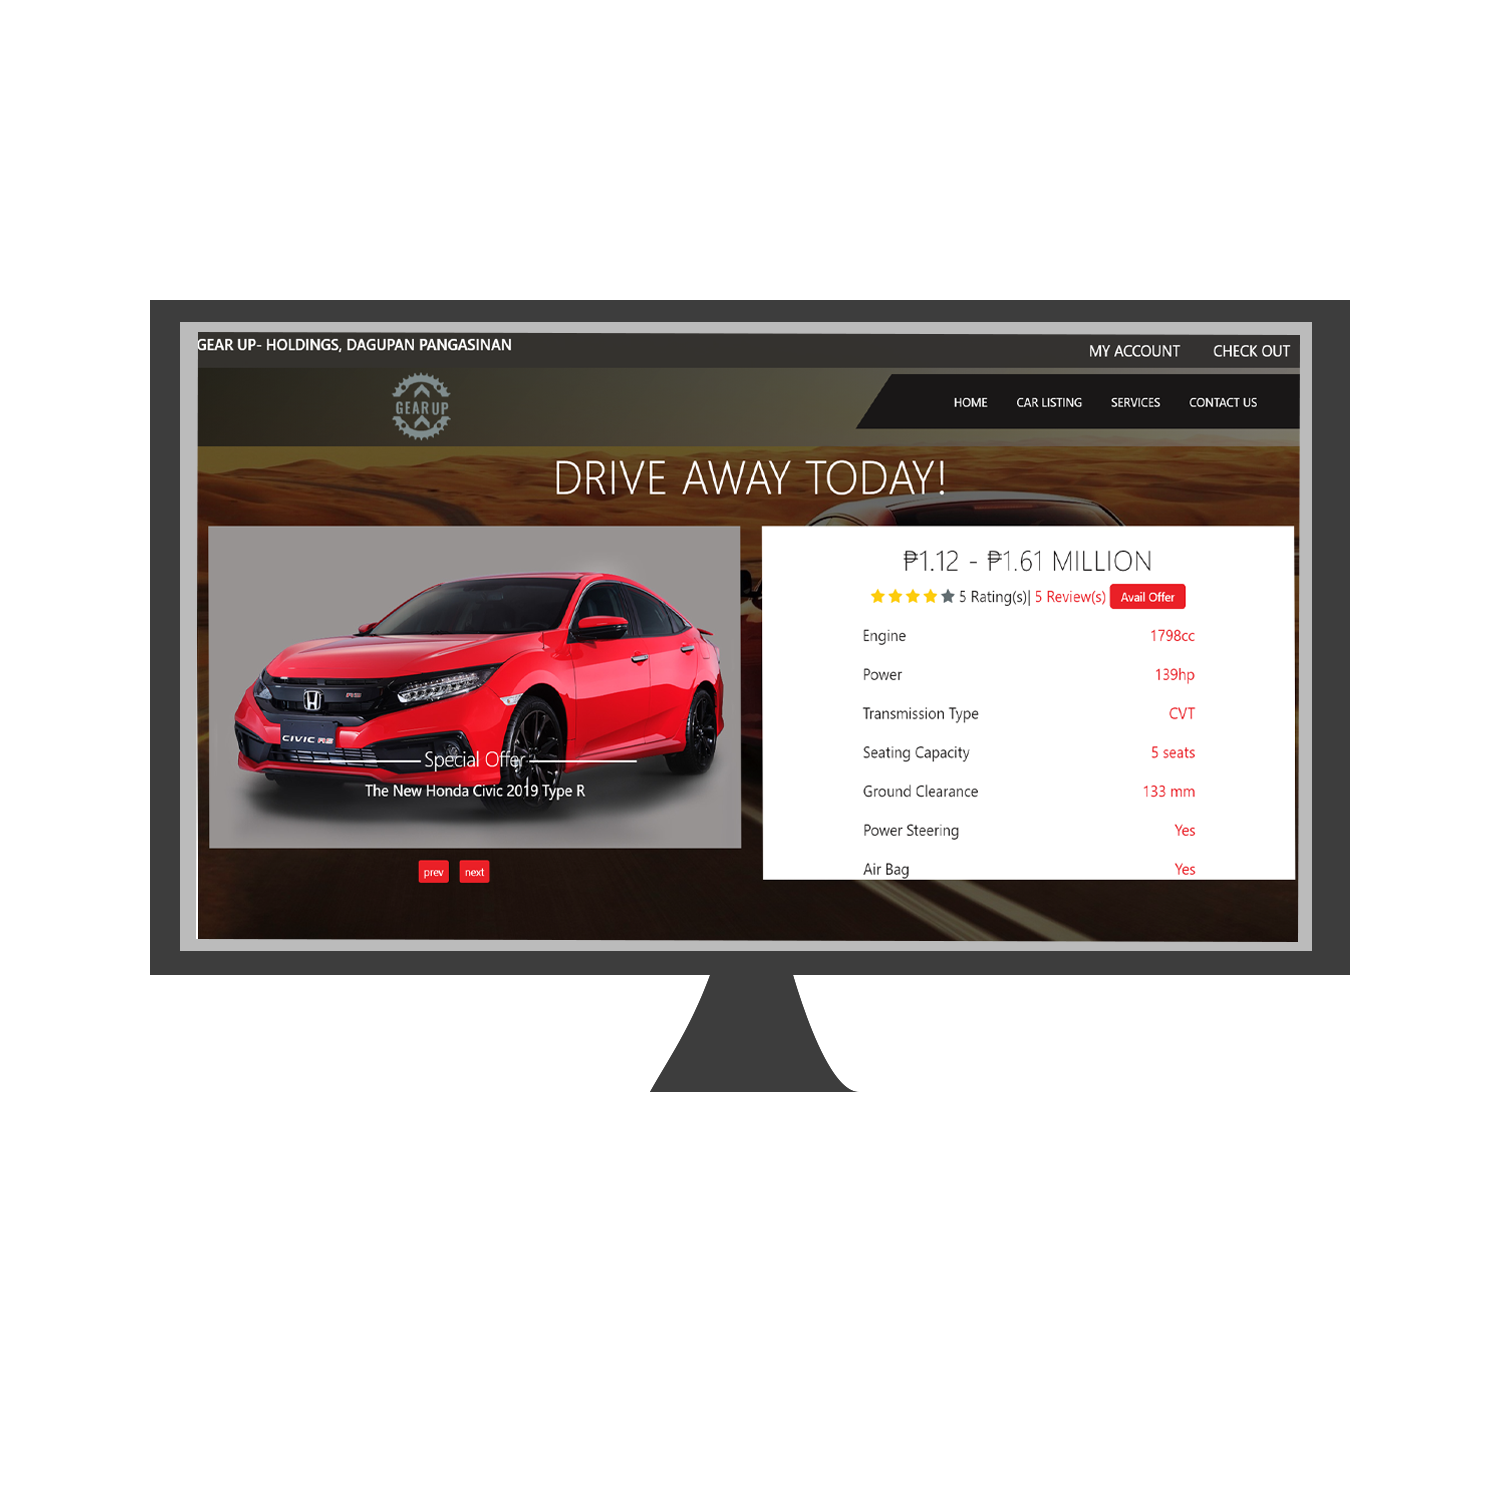 GEAR UP- HOLDINGS, DAGUPAN PANGASINAN
MY ACCOUNT CHECK OUT
GEAR UP
HOME CAR LISTING SERVICES CONTACT US
DRIVE AWAY TODAY!
CIVIC RS
Special Offer
The New Honda Civic 2019 Type R
prev next
₱1.12 - ₱1.61 MILLION
5 Rating(s)| 5 Review(s) Avail Offer
Engine 1798cc
Power 139hp
Transmission Type CVT
Seating Capacity 5 seats
Ground Clearance 133 mm
Power Steering Yes
Air Bag Yes